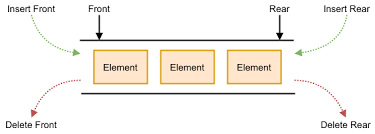 Insert Front
Front
Rear
Insert Rear
Element
Element
Element
Delete Front
Delete Rear